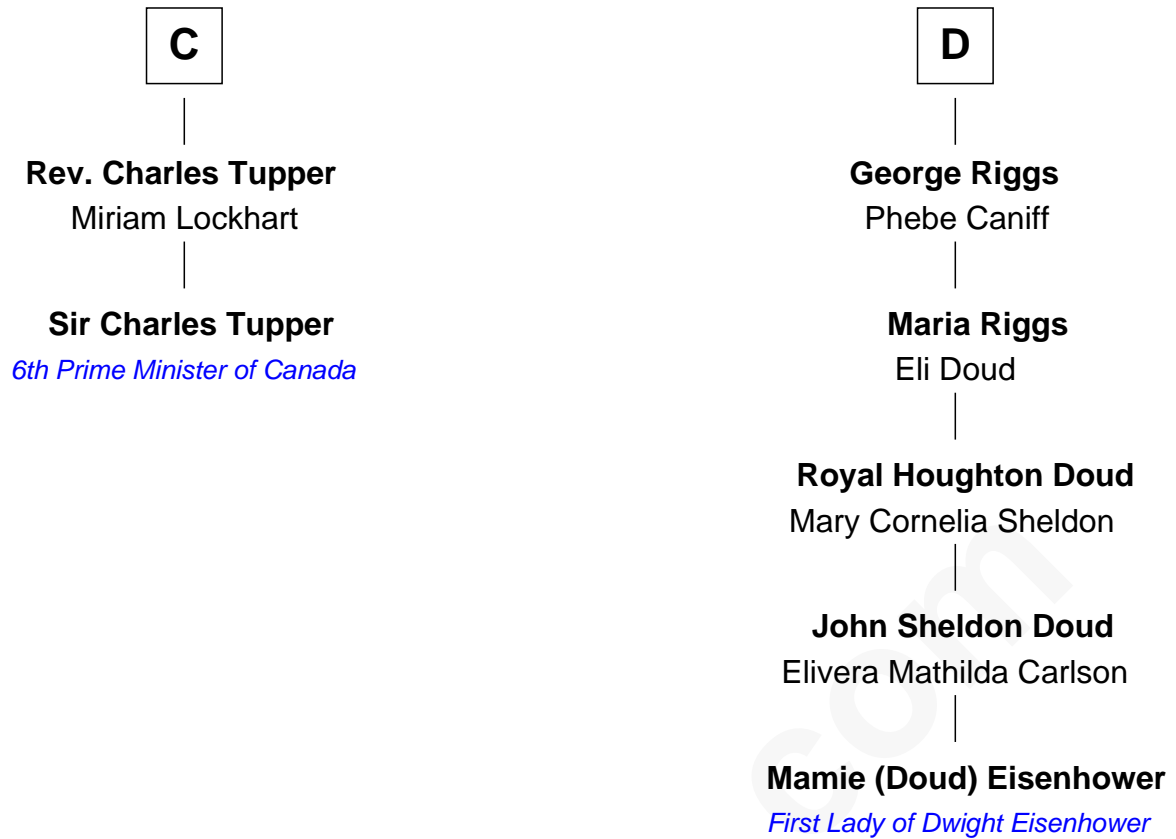 C
Rev. Charles Tupper
Miriam Lockhart
Sir Charles Tupper
6th Prime Minister of Canada
D
George Riggs
Phebe Caniff
Maria Riggs
Eli Doud
Royal Houghton Doud
Mary Cornelia Sheldon
John Sheldon Doud
Elivera Mathilda Carlson
Mamie (Doud) Eisenhower
First Lady of Dwight Eisenhower
com